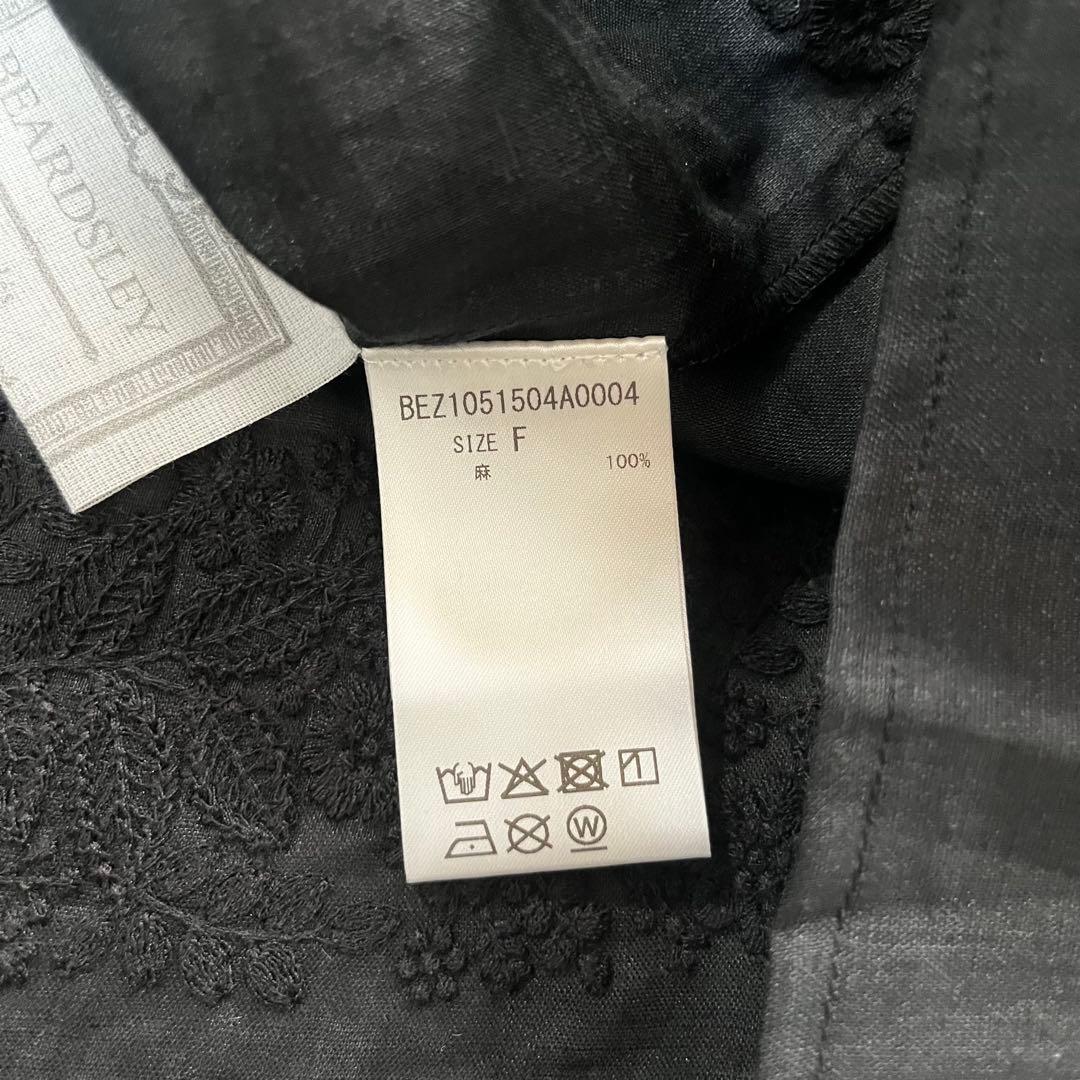 BEARDSLEY
BEZ1051504A0004
SIZE F
麻 100%
W